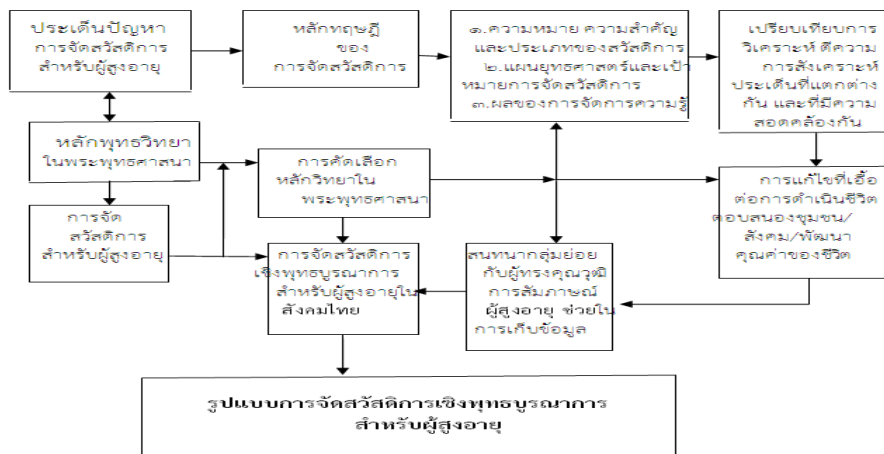 ประเด็นปัญหา
การจัดสวัสดิการ
สำหรับผู้สูงอายุ
หลักทฤษฎี
ของ
การจัดสวัสดิการ
๑.ความหมาย ความสำคัญ
และประเภทของสวัสดิการ
๒.แผนยุทธศาสตร์และเป้า
หมายการจัดสวัสดิการ
๓.ผลของการจัดการความรู้
เปรียบเทียบการ
วิเคราะห์ ตีความ
การสังเคราะห์
ประเด็นที่แตกต่าง
กัน และที่มีความ
สอดคล้องกัน
หลักพุทธวิทยา
ในพระพุทธศาสนา
การคัดเลือก
หลักวิทยาใน
พระพุทธศาสนา
การแก้ไขที่เอื้อ
ต่อการดำเนินชีวิต
ตอบสนองชุมชน/
สังคม/พัฒนา
คุณค่าของชีวิต
การจัด
สวัสดิการ
สำหรับผู้สูงอายุ
การจัดสวัสดิการ
เชิงพุทธบูรณาการ
สำหรับผู้สูงอายุใน
สังคมไทย
สนทนากลุ่มย่อย
กับผู้ทรงคุณวุฒิ
การสัมภาษณ์
ผู้สูงอายุ ช่วยใน
การเก็บข้อมูล
รูปแบบการจัดสวัสดิการเชิงพุทธบูรณาการ
สำหรับผู้สูงอายุ